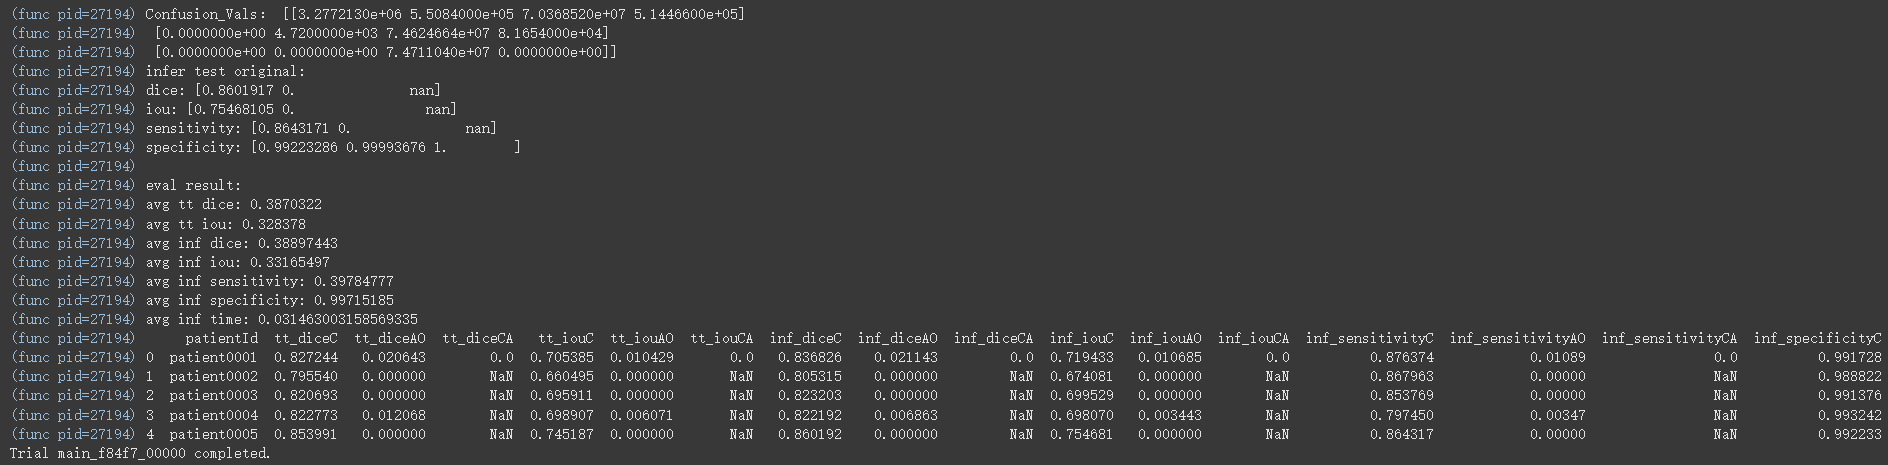 (func pid=27194) Confusion_Vals:  [[3.2772130e+06 5.5084000e+05 7.0368520e+07 5.1446600e+05]
(func pid=27194)  [0.0000000e+00 4.7200000e+03 7.4624664e+07 8.1654000e+04]
(func pid=27194)  [0.0000000e+00 0.0000000e+00 7.4711040e+07 0.0000000e+00]]
(func pid=27194) infer test original:
(func pid=27194) dice: [0.8601917 0.              nan]
(func pid=27194) iou: [0.75468105 0.                nan]
(func pid=27194) sensitivity: [0.8643171 0.              nan]
(func pid=27194) specificity: [0.99223286 0.99993676 1.        ]
(func pid=27194)
(func pid=27194) eval result:
(func pid=27194) avg tt dice: 0.3870322
(func pid=27194) avg tt iou: 0.328378
(func pid=27194) avg inf dice: 0.38897443
(func pid=27194) avg inf iou: 0.33165497
(func pid=27194) avg inf sensitivity: 0.39784777
(func pid=27194) avg inf specificity: 0.99715185
(func pid=27194) avg inf time: 0.031463003158569335
(func pid=27194)      patientId  tt_diceC  tt_diceAO  tt_diceCA   tt_iouC  tt_iouAO  tt_iouCA  inf_diceC  inf_diceAO  inf_diceCA  inf_iouC  inf_iouAO  inf_iouCA  inf_sensitivityC  inf_sensitivityAO  inf_sensitivityCA  inf_specificityC
(func pid=27194) 0  patient0001  0.827244   0.020643        0.0  0.705385  0.010429       0.0   0.836826    0.021143         0.0  0.719433   0.010685        0.0          0.876374            0.01089                0.0          0.991728
(func pid=27194) 1  patient0002  0.795540   0.000000        NaN  0.660495  0.000000       NaN   0.805315    0.000000         NaN  0.674081   0.000000        NaN          0.867963            0.00000                NaN          0.988822
(func pid=27194) 2  patient0003  0.820693   0.000000        NaN  0.695911  0.000000       NaN   0.823203    0.000000         NaN  0.699529   0.000000        NaN          0.853769            0.00000                NaN          0.991376
(func pid=27194) 3  patient0004  0.822773   0.012068        NaN  0.698907  0.006071       NaN   0.822192    0.006863         NaN  0.698070   0.003443        NaN          0.797450            0.00347                NaN          0.993242
(func pid=27194) 4  patient0005  0.853991   0.000000        NaN  0.745187  0.000000       NaN   0.860192    0.000000         NaN  0.754681   0.000000        NaN          0.864317            0.00000                NaN          0.992233
Trial main_f84f7_00000 completed.